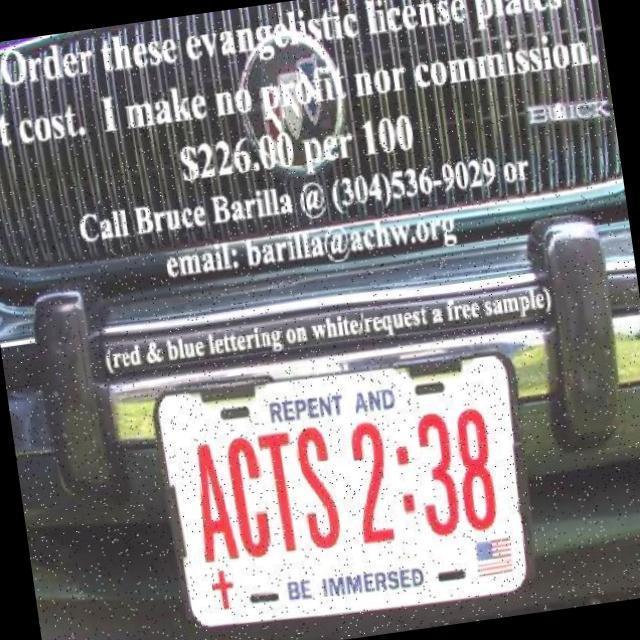 Order these evangelistic license plates
t cost. I make no profit nor commission.
BUICK
$226.00 per 100
Call Bruce Barilla @ (304)536-9029 or
email: barilla@achw.org
(red & blue lettering on white/request a free sample)
REPENT AND
ACTS 2:38
BE IMMERSED